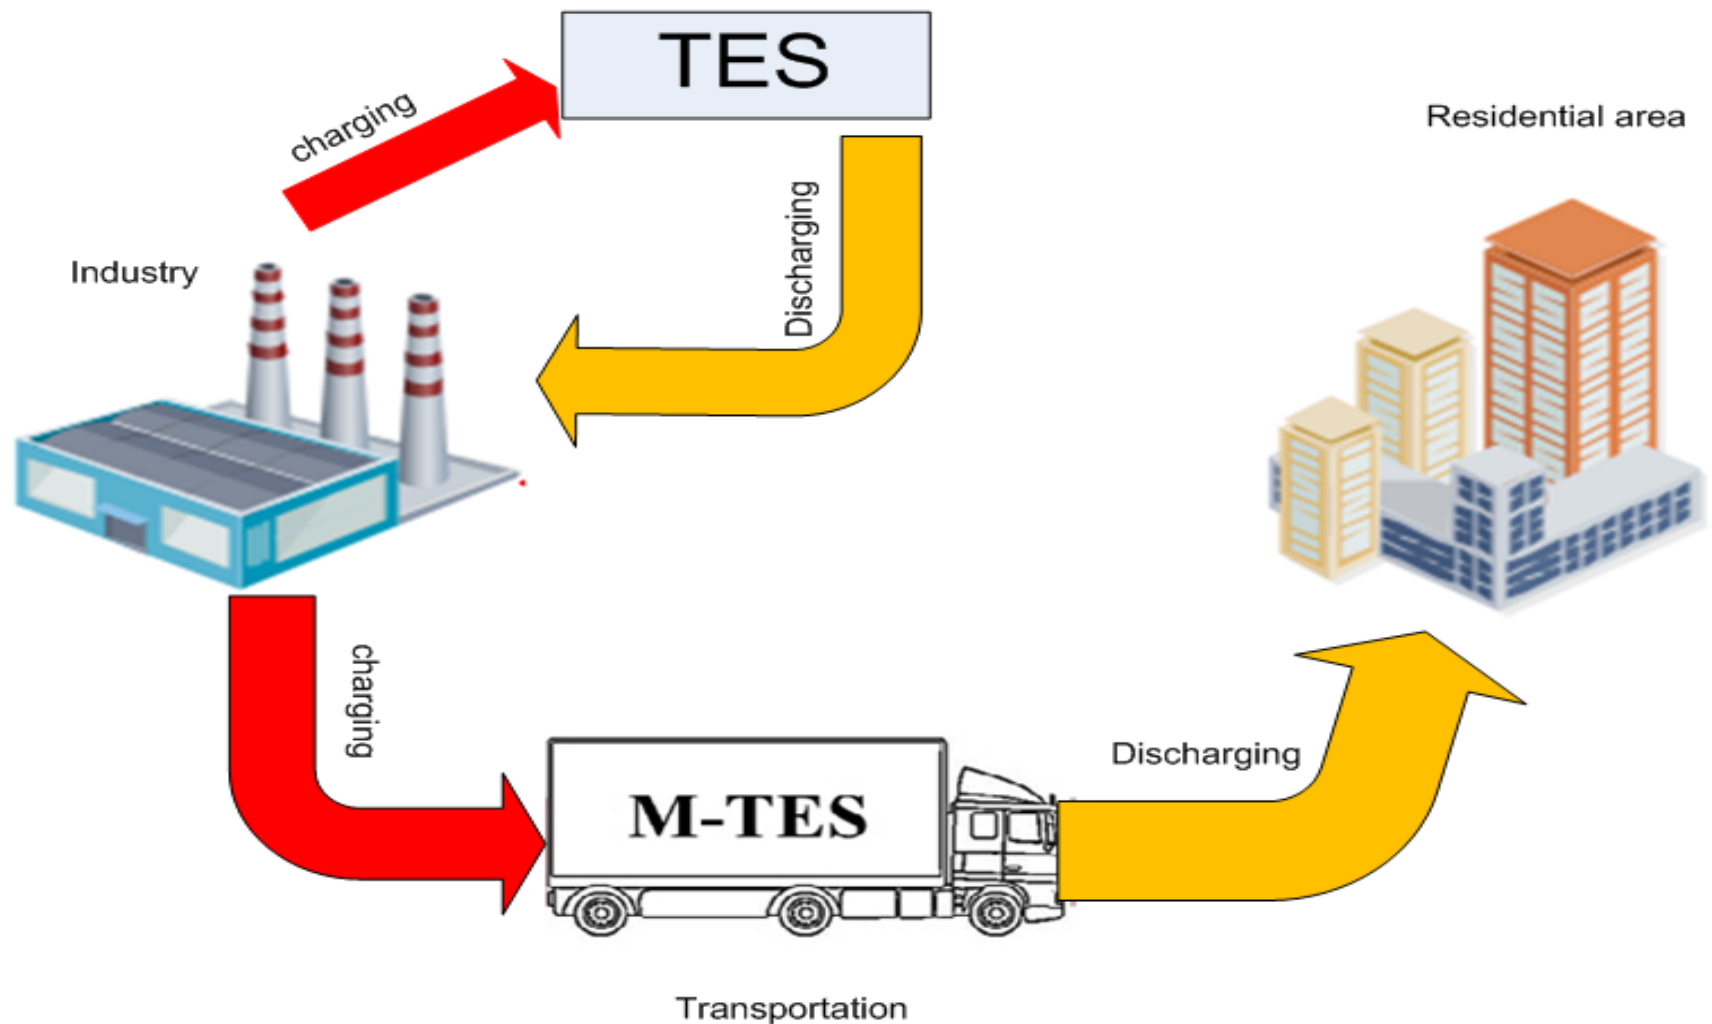 TES
charging
Residential area
Discharging
Industry
charging
Discharging
M-TES
Transportation